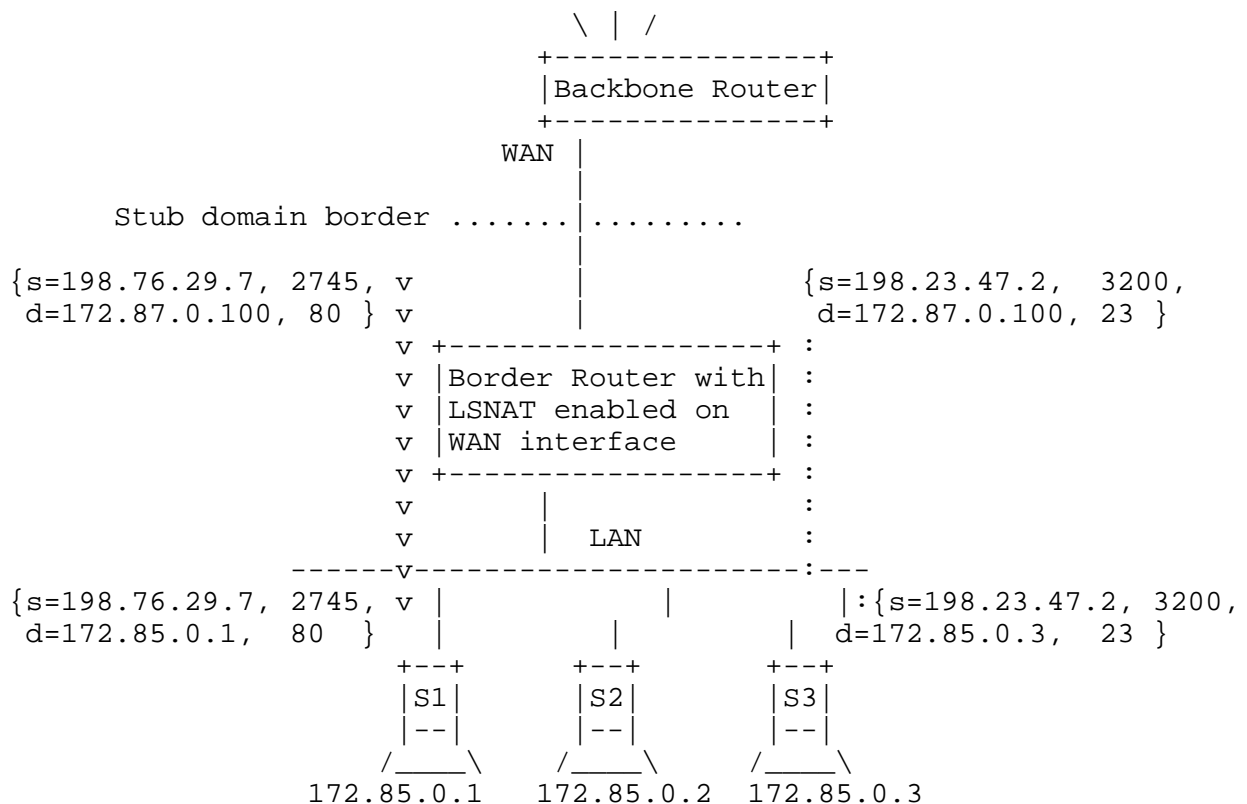 \ | /
+---------------+
|Backbone Router|
+---------------+
WAN |
|
Stub domain border .......|.........
|
{s=198.76.29.7, 2745, v | {s=198.23.47.2, 3200,
d=172.87.0.100, 80 } v | d=172.87.0.100, 23 }
v +------------------+ :
v |Border Router with| :
v |LSNAT enabled on | :
v |WAN interface | :
v +------------------+ :
v | :
v | LAN :
------v----------------------:---
{s=198.76.29.7, 2745, v | | |:{s=198.23.47.2, 3200,
d=172.85.0.1, 80 } | | | d=172.85.0.3, 23 }
+--+ +--+ +--+
|S1| |S2| |S3|
|--| |--| |--|
/____\ /____\ /____\
172.85.0.1 172.85.0.2 172.85.0.3